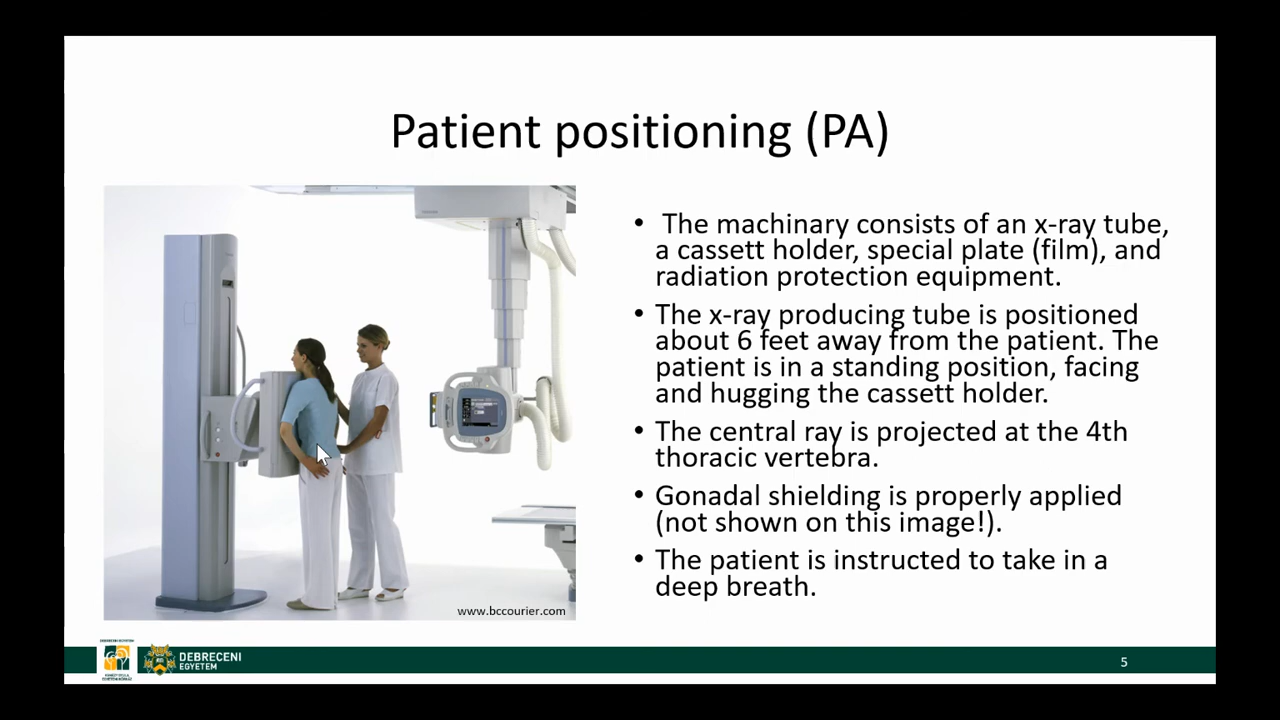 Patient positioning (PA)
• The machinary consists of an x-ray tube,
a cassett holder, special plate (film), and
radiation protection equipment.
• The x-ray producing tube is positioned
about 6 feet away from the patient. The
patient is in a standing position, facing
and hugging the cassett holder.
• The central ray is projected at the 4th
thoracic vertebra.
• Gonadal shielding is properly applied
(not shown on this image!).
• The patient is instructed to take in a
deep breath.
www.bccourier.com
DEBRECENI
EGYETEM
5